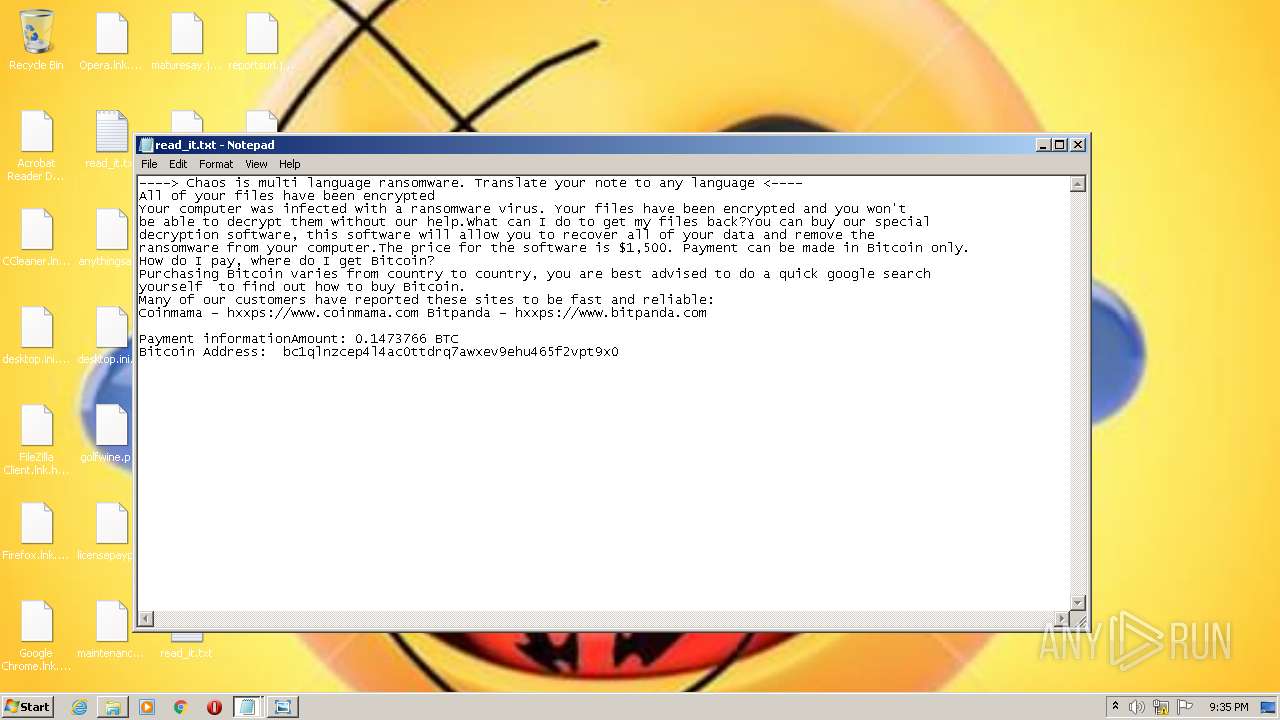 Recycle Bin
Opera.lnk....
maturesay.j...
reportsurl.j...
Acrobat
Reader D...
read_it.tx
CCleaner.ln...
anythingsa
desktop.ini....
desktop.ini.
FileZilla
Client.lnk.h...
golfwine.p
Firefox.lnk....
licensepayp
Google
Chrome.lnk....
maintenanc...
read_it.txt
read_it.txt - Notepad
File Edit Format View Help
----> Chaos is multi language ransomware. Translate your note to any language <----
All of your files have been encrypted
Your computer was infected with a ransomware virus. Your files have been encrypted and you won't
be able to decrypt them without our help.What can I do to get my files back?You can buy our special
decryption software, this software will allow you to recover all of your data and remove the
ransomware from your computer.The price for the software is $1,500. Payment can be made in Bitcoin only.
How do I pay, where do I get Bitcoin?
Purchasing Bitcoin varies from country to country, you are best advised to do a quick google search
yourself  to find out how to buy Bitcoin.
Many of our customers have reported these sites to be fast and reliable:
Coinmama - hxxps://www.coinmama.com Bitpanda - hxxps://www.bitpanda.com
Payment informationAmount: 0.1473766 BTC
Bitcoin Address:  bc1qlnzcep4l4ac0ttdrq7awxev9ehu465f2vpt9x0
ANY RUN
Start
9:35 PM